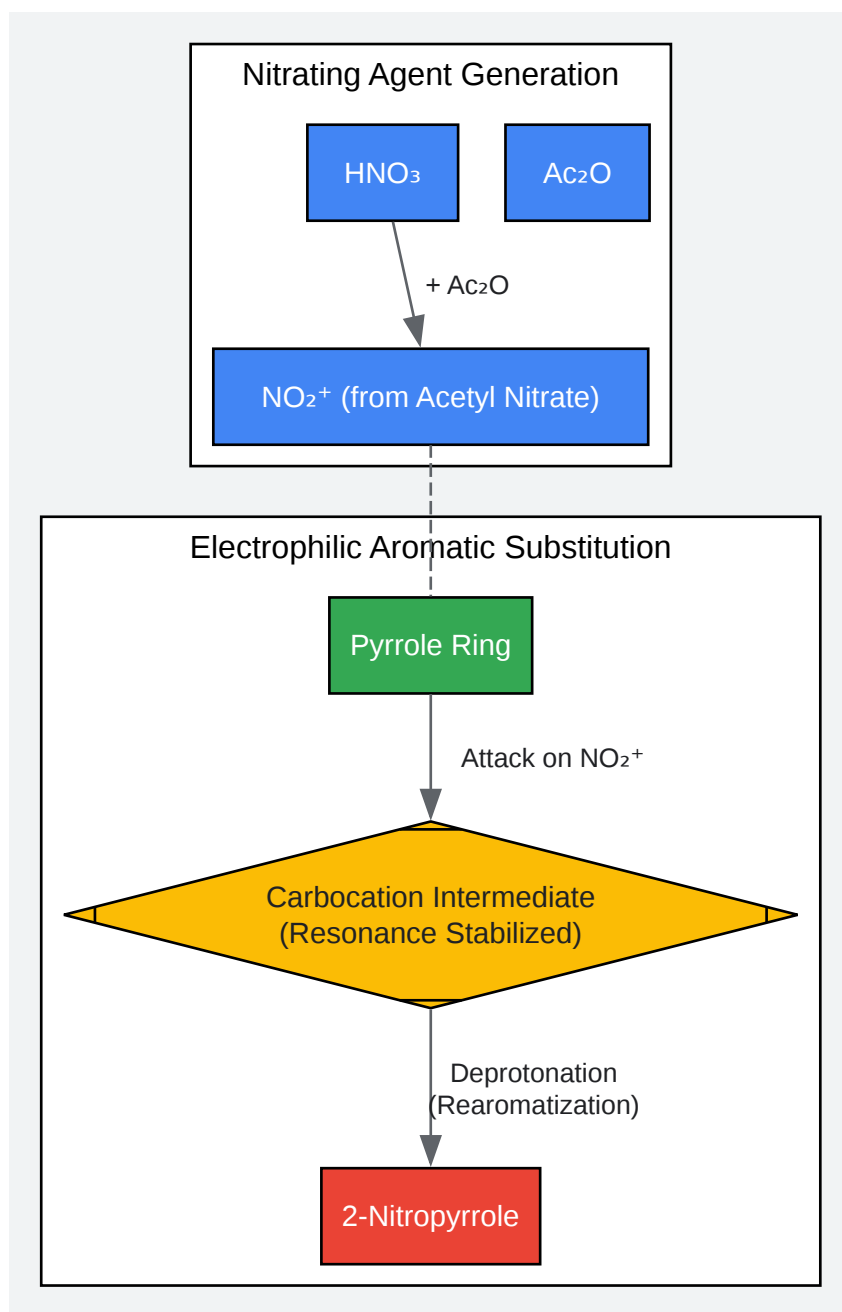 Nitrating Agent Generation
HNO₃
Ac₂O
+ Ac₂O
NO₂⁺ (from Acetyl Nitrate)
Electrophilic Aromatic Substitution
Pyrrole Ring
Attack on NO₂⁺
Carbocation Intermediate
(Resonance Stabilized)
Deprotonation
(Rearomatization)
2-Nitropyrrole